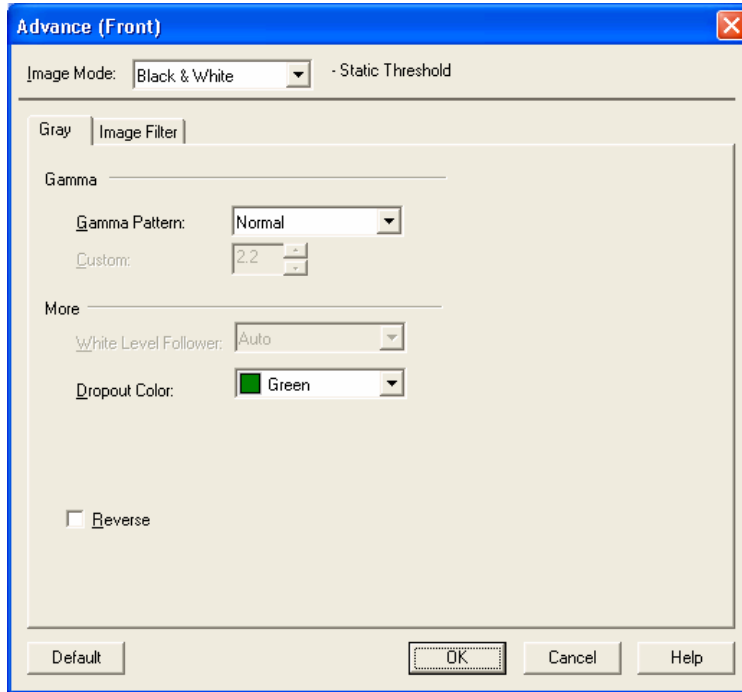 Advance (Front)
Image Mode: Black & White - Static Threshold
Gray Image Filter
Gamma
Gamma Pattern: Normal
Custom: 2.2
More
White Level Follower: Auto
Dropout Color: Green
Reverse
Default OK Cancel Help